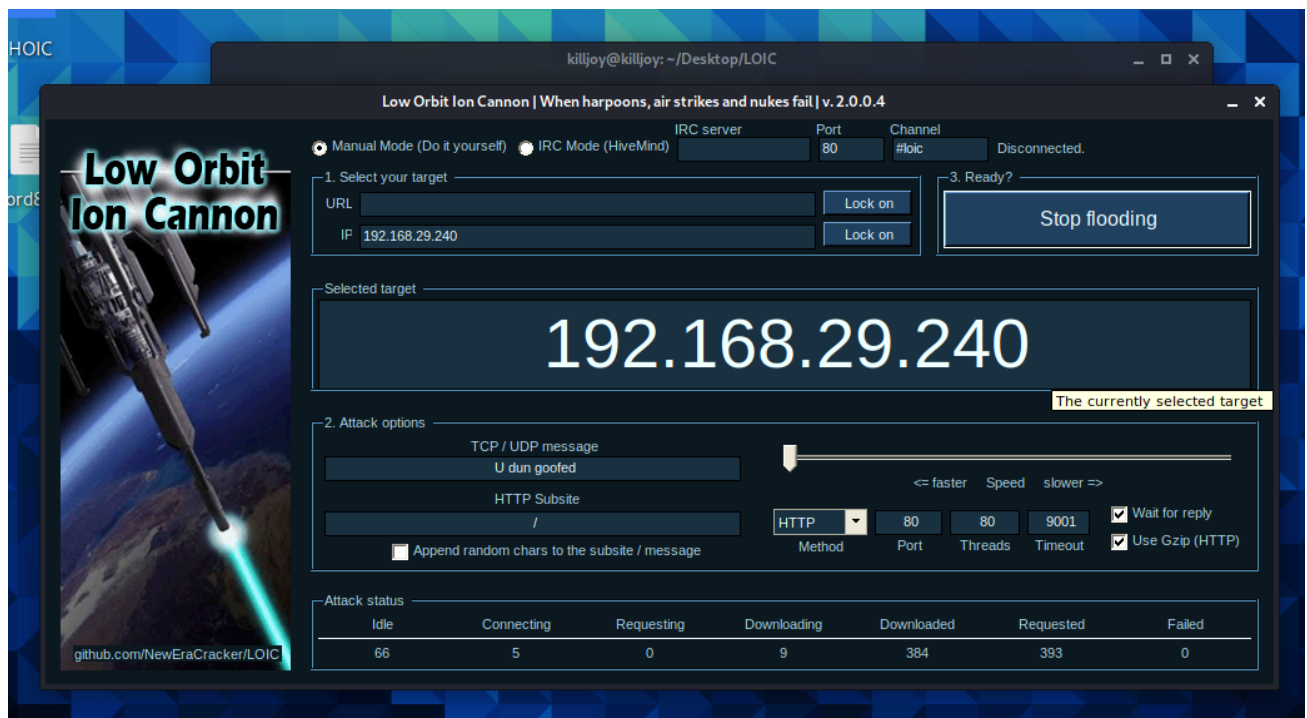 HOIC
killjoy@killjoy: ~/Desktop/LOIC
Low Orbit Ion Cannon | When harpoons, air strikes and nukes fail | v. 2.0.0.4
Low Orbit
Ion Cannon
IRC server Port Channel
Manual Mode (Do it yourself) IRC Mode (HiveMind) 80 #loic Disconnected.
1. Select your target
URL Lock on
IP 192.168.29.240 Lock on
3. Ready?
Stop flooding
Selected target
192.168.29.240
The currently selected target
2. Attack options
TCP / UDP message
U dun goofed
HTTP Subsite
/
Append random chars to the subsite / message
<= faster Speed slower =>
HTTP 80 80 9001 Wait for reply
Method Port Threads Timeout Use Gzip (HTTP)
Attack status
Idle Connecting Requesting Downloading Downloaded Requested Failed
66 5 0 9 384 393 0
github.com/NewEraCracker/LOIC